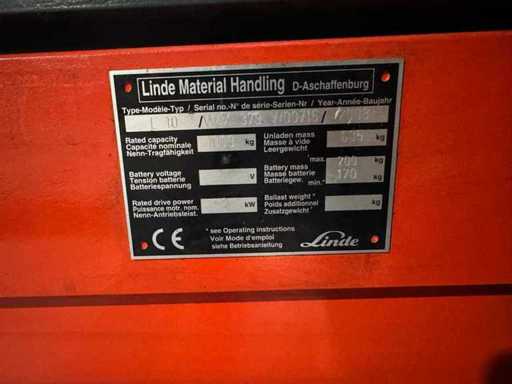 Linde Material Handling D-Aschaffenburg
Type-Modèle-Typ / Serial no.-N° de série-Serien-Nr / Year-Année-Baujahr
Rated capacity kg
Capacité nominale
Nenn-Tragfähigkeit
Unladen mass kg
Masse à vide
Leergewicht
Battery voltage V
Tension batterie
Batteriespannung
Battery mass max. 200 kg
Masse batterie 170
Batteriegew. min.*
Rated drive power kW
Puissance motr. nom.
Nenn-Antriebsleist.
Ballast weight * kg
Poids additionnel
Zusatzgewicht *
CE
* see Operating instructions
Voir Mode d'emploi
siehe Betriebsanleitung
Linde